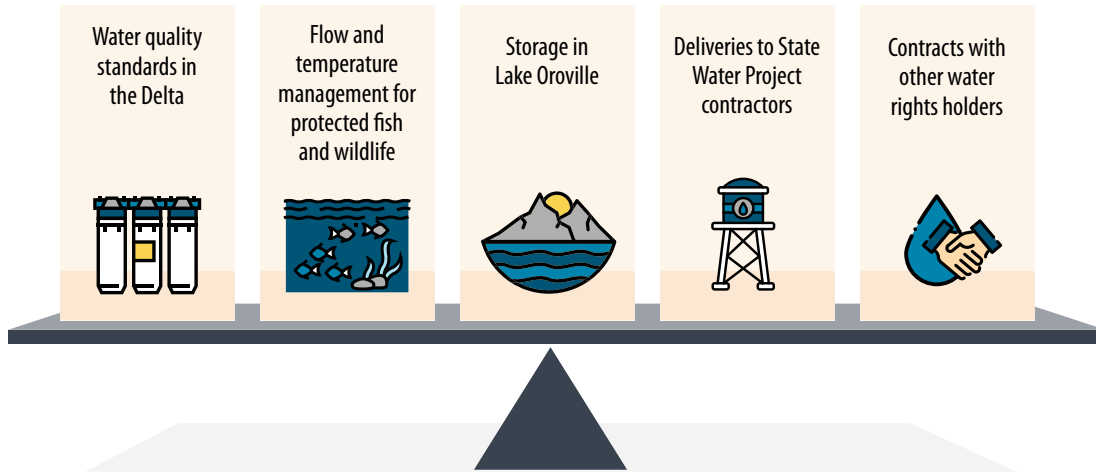 Water quality
standards in
the Delta
Flow and
temperature
management for
protected fish
and wildlife
Storage in
Lake Oroville
Deliveries to State
Water Project
contractors
Contracts with
other water
rights holders